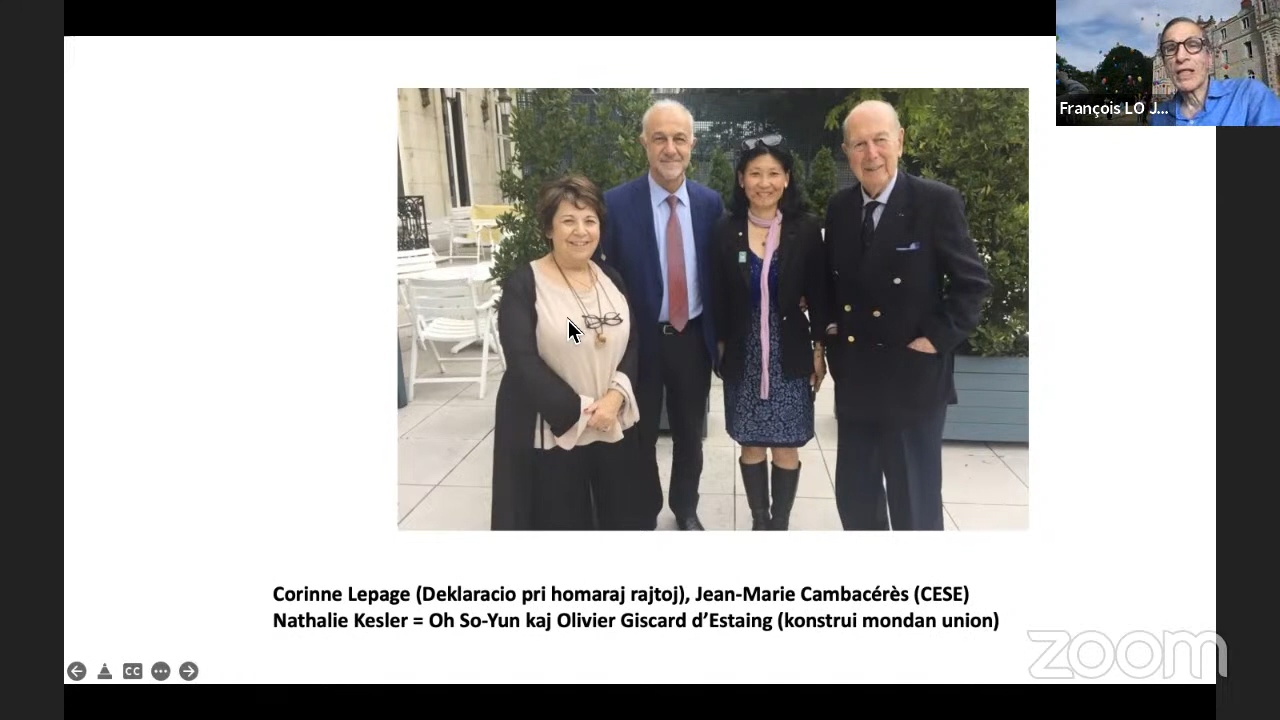 François LO J...
Corinne Lepage (Deklaracio pri homaraj rajtoj), Jean-Marie Cambacérès (CESE)
Nathalie Kesler = Oh So-Yun kaj Olivier Giscard d’Estaing (konstrui mondan union)
CC
zoom